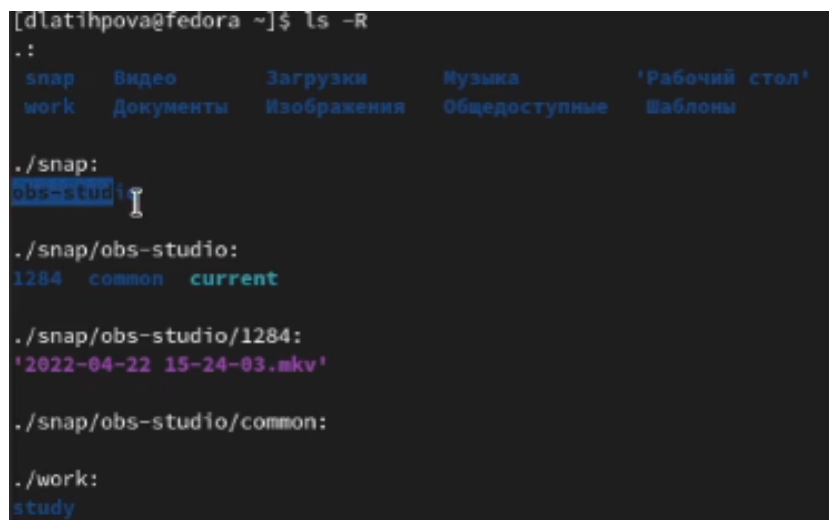 [dlatihpova@fedora ~]$ ls -R
.:
snap Видео Загрузки Музыка 'Рабочий стол'
work Документы Изображения Общедоступные Шаблоны
./snap:
obs-studio
./snap/obs-studio:
1284 common current
./snap/obs-studio/1284:
'2022-04-22 15-24-03.mkv'
./snap/obs-studio/common:
./work:
study